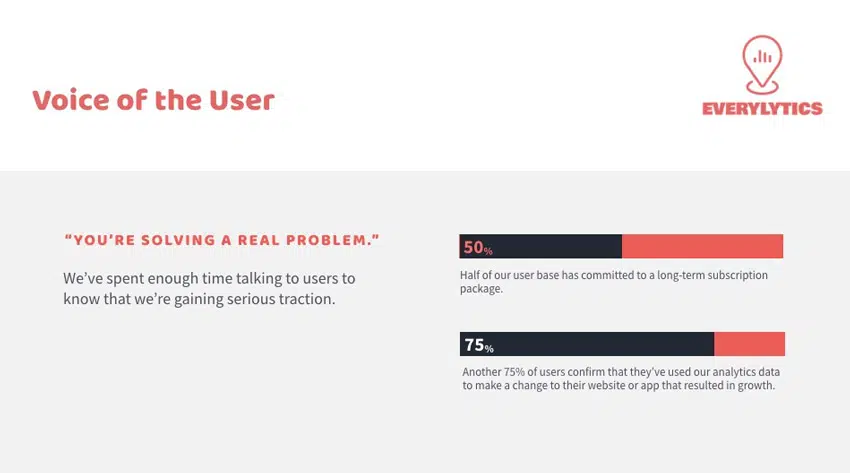 Voice of the User
EVERYLYTICS
“YOU’RE SOLVING A REAL PROBLEM.”
We’ve spent enough time talking to users to
know that we’re gaining serious traction.
50%
Half of our user base has committed to a long-term subscription
package.
75%
Another 75% of users confirm that they’ve used our analytics data
to make a change to their website or app that resulted in growth.